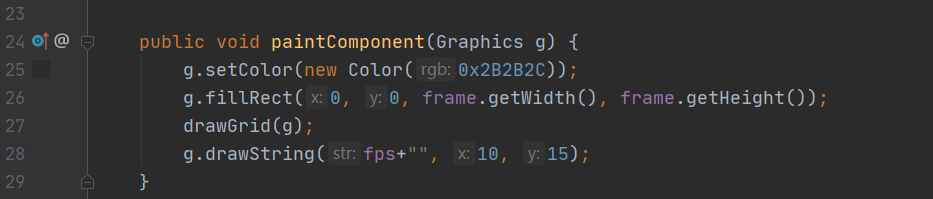 23
24 @ public void paintComponent(Graphics g) {
25 g.setColor(new Color( rgb: 0x2B2B2C));
26 g.fillRect( x: 0, y: 0, frame.getWidth(), frame.getHeight());
27 drawGrid(g);
28 g.drawString( str: fps+"", x: 10, y: 15);
29 }